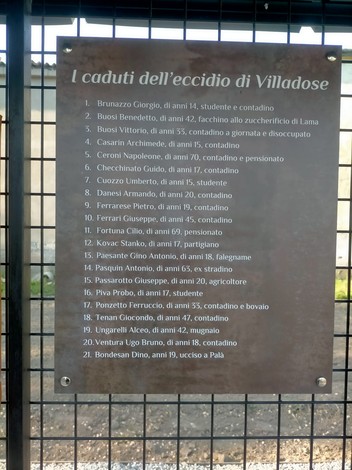 I caduti dell'eccidio di Villadose
1. Brunazzo Giorgio, di anni 14, studente e contadino
2. Buosi Benedetto, di anni 42, facchino allo zuccherificio di Lama
3. Buosi Vittorio, di anni 33, contadino a giornata e disoccupato
4. Casarin Archimede, di anni 15, contadino
5. Ceroni Napoleone, di anni 70, contadino e pensionato
6. Checchinato Guido, di anni 17, contadino
7. Cuozzo Umberto, di anni 15, studente
8. Danesi Armando, di anni 20, contadino
9. Ferrarese Pietro, di anni 19, contadino
10. Ferrari Giuseppe, di anni 45, contadino
11. Fortuna Cilio, di anni 69, pensionato
12. Kovac Stanko, di anni 17, partigiano
13. Paesante Gino Antonio, di anni 18, falegname
14. Pasquin Antonio, di anni 63, ex stradino
15. Passarotto Giuseppe, di anni 20, agricoltore
16. Piva Probo, di anni 17, studente
17. Ponzetto Ferruccio, di anni 33, contadino e bovaio
18. Tenan Giocondo, di anni 47, contadino
19. Ungarelli Alceo, di anni 42, mugnaio
20. Ventura Ugo Bruno, di anni 18, contadino
21. Bondesan Dino, anni 19, ucciso a Palà